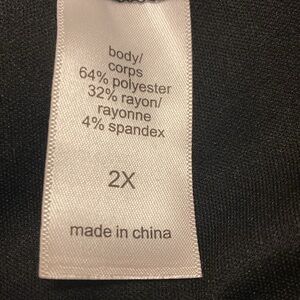 body/
corps
64% polyester
32% rayon/
rayonne
4% spandex
2X
made in china